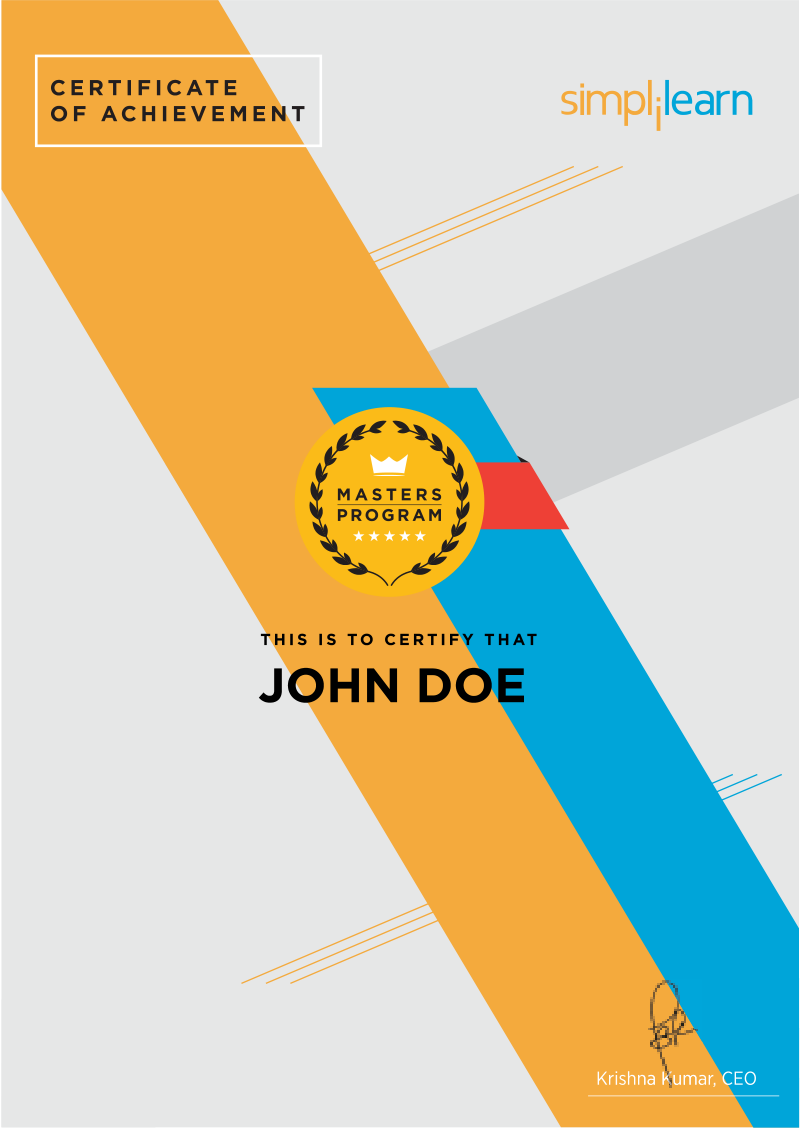 CERTIFICATE
OF ACHIEVEMENT
simplilearn
MASTERS
PROGRAM
THIS IS TO CERTIFY THAT
JOHN DOE
Krishna Kumar, CEO